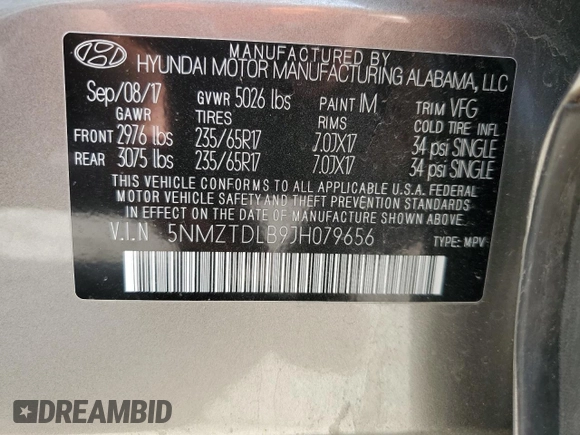 MANUFACTURED BY
HYUNDAI MOTOR MANUFACTURING ALABAMA, LLC
Sep/08/17 GVWR 5026 lbs PAINT IM TRIM VFG
GAWR TIRES RIMS COLD TIRE INFL
FRONT 2976 lbs 235/65R17 7.0JX17 34 psi SINGLE
REAR 3075 lbs 235/65R17 7.0JX17 34 psi SINGLE
THIS VEHICLE CONFORMS TO ALL APPLICABLE U.S.A. FEDERAL
MOTOR VEHICLE SAFETY AND THEFT PREVENTION STANDARDS
IN EFFECT ON THE DATE OF MANUFACTURE SHOWN ABOVE.
V.I.N 5NMZTDLB9JH079656 TYPE: MPV
DREAMBID